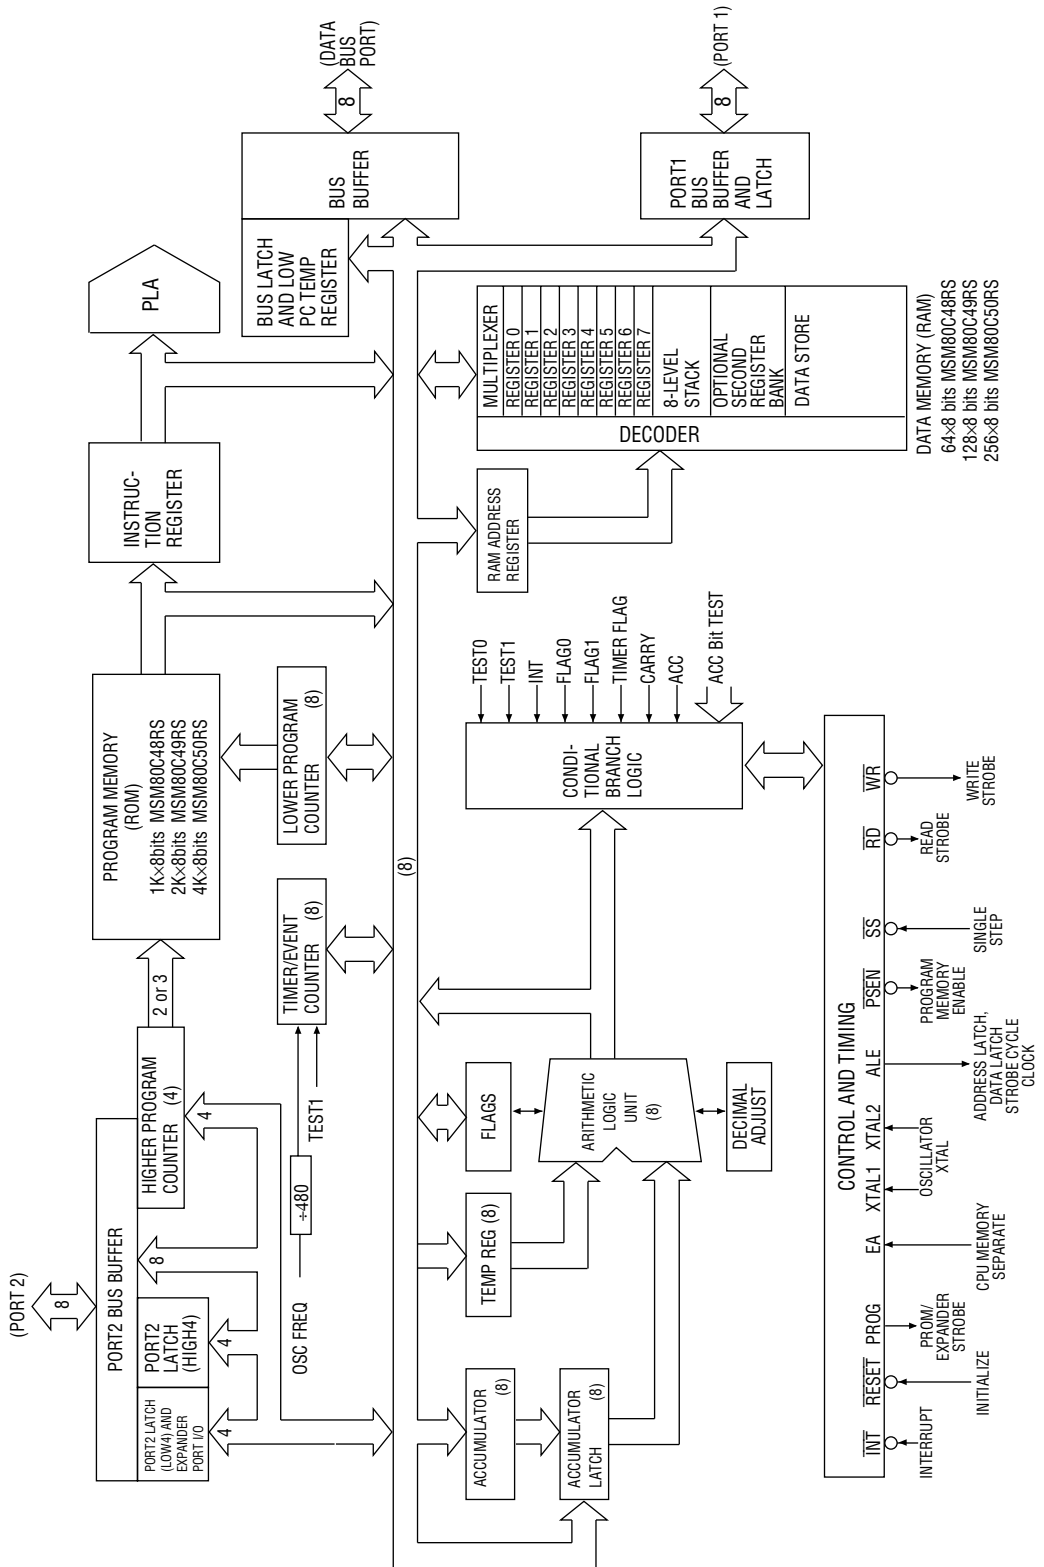 (PORT 2)
8
PORT2 BUS BUFFER
PORT2 LATCH
(LOW4) AND
EXPANDER
PORT I/O
PORT2
LATCH
(HIGH4)
4
4
8
4
HIGHER PROGRAM
COUNTER (4)
2 or 3
PROGRAM MEMORY
(ROM)
1K×8bits MSM80C48RS
2K×8bits MSM80C49RS
4K×8bits MSM80C50RS
INSTRUC-
TION
REGISTER
PLA
OSC FREQ
÷480
TEST1
TIMER/EVENT
COUNTER (8)
LOWER PROGRAM
COUNTER (8)
BUS LATCH
AND LOW
PC TEMP
REGISTER
BUS
BUFFER
8
(DATA
BUS
PORT)
(8)
ACCUMULATOR
(8)
ACCUMULATOR
LATCH
(8)
TEMP REG (8)
FLAGS
ARITHMETIC
LOGIC
UNIT
(8)
DECIMAL
ADJUST
CONDI-
TIONAL
BRANCH
LOGIC
TEST0
TEST1
INT
FLAG0
FLAG1
TIMER FLAG
CARRY
ACC
ACC Bit TEST
RAM ADDRESS
REGISTER
MULTIPLEXER
REGISTER 0
REGISTER 1
REGISTER 2
REGISTER 3
REGISTER 4
REGISTER 5
REGISTER 6
REGISTER 7
8-LEVEL
STACK
OPTIONAL
SECOND
REGISTER
BANK
DATA STORE
DECODER
DATA MEMORY (RAM)
64×8 bits MSM80C48RS
128×8 bits MSM80C49RS
256×8 bits MSM80C50RS
PORT1
BUS
BUFFER
AND
LATCH
8
(PORT 1)
CONTROL AND TIMING
INT
RESET
PROG
EA
XTAL1
XTAL2
ALE
PSEN
SS
RD
WR
INTERRUPT
INITIALIZE
PROM/
EXPANDER
STROBE
CPU MEMORY
SEPARATE
OSCILLATOR
XTAL
ADDRESS LATCH,
DATA LATCH
STROBE CYCLE
CLOCK
PROGRAM
MEMORY
ENABLE
SINGLE
STEP
READ
STROBE
WRITE
STROBE